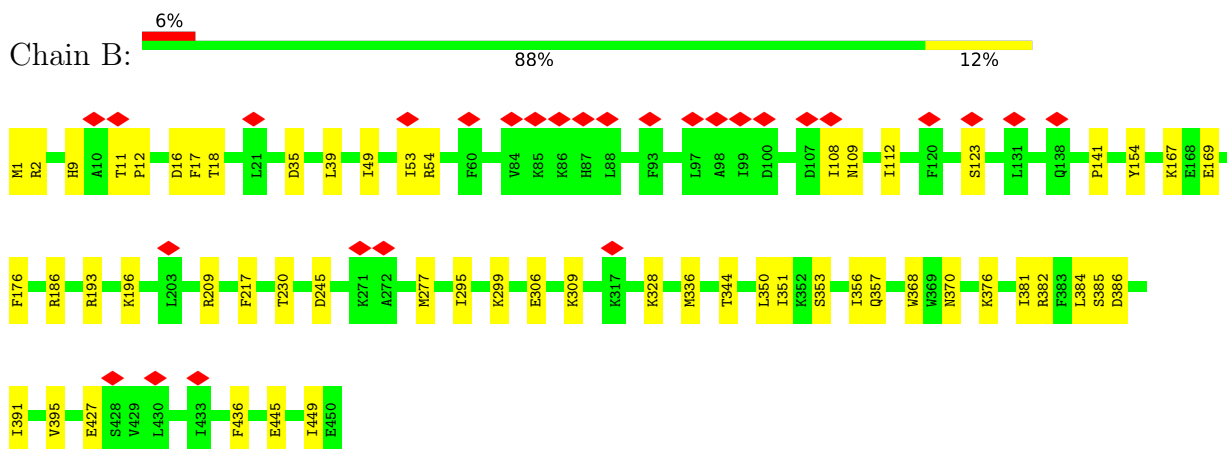 6%
Chain B:
88% 12%
M1 R2 H9 A10 T11 P12 D16 F17 T18 L21 D35 L39 I49 I53 R54 F60 V84 K85 K86 H87 L88 F93 L97 A98 I99 D100 D107 I108 N109 I112 F120 S123 L131 Q138 P141 Y154 K167 E168 E169
F176 R186 R193 K196 L203 R209 F217 T230 D245 K271 A272 M277 I295 K299 E306 K309 K317 K328 M336 T344 L350 I351 K352 S353 I356 Q357 W368 W369 N370 K376 I381 R382 F383 L384 S385 D386
I391 V395 E427 S428 V429 L430 I433 F436 E445 I449 E450